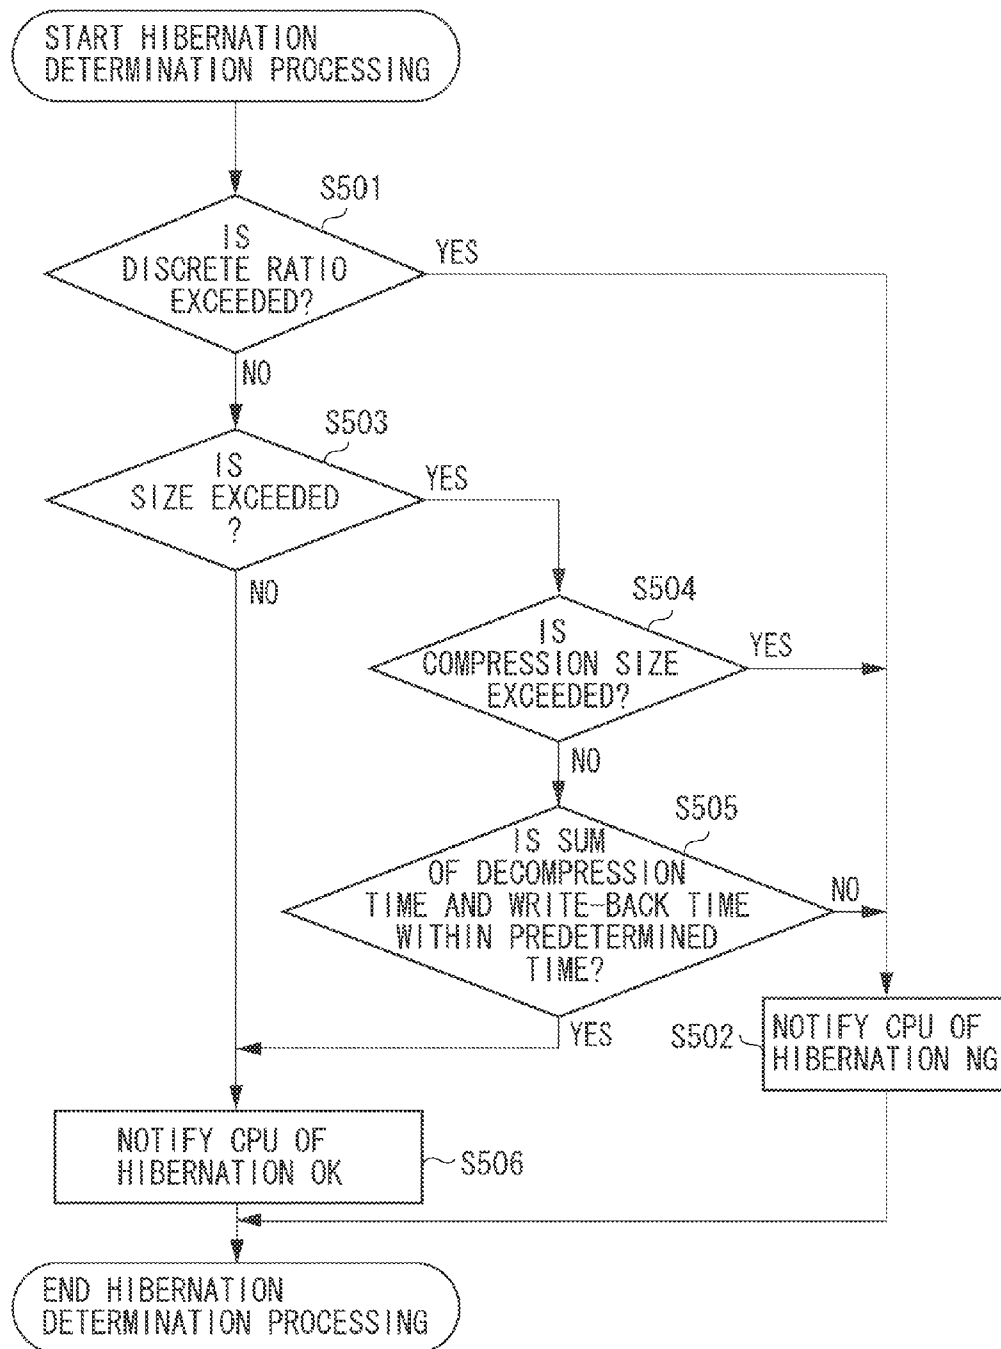 START HIBERNATION
DETERMINATION PROCESSING
S501
IS
DISCRETE RATIO
EXCEEDED?
YES
NO
S503
IS
SIZE EXCEEDED
?
YES
NO
S504
IS
COMPRESSION SIZE
EXCEEDED?
YES
NO
S505
IS SUM
OF DECOMPRESSION
TIME AND WRITE-BACK TIME
WITHIN PREDETERMINED
TIME?
NO
YES
S502
NOTIFY CPU OF
HIBERNATION NG
NOTIFY CPU OF
HIBERNATION OK
S506
END HIBERNATION
DETERMINATION PROCESSING